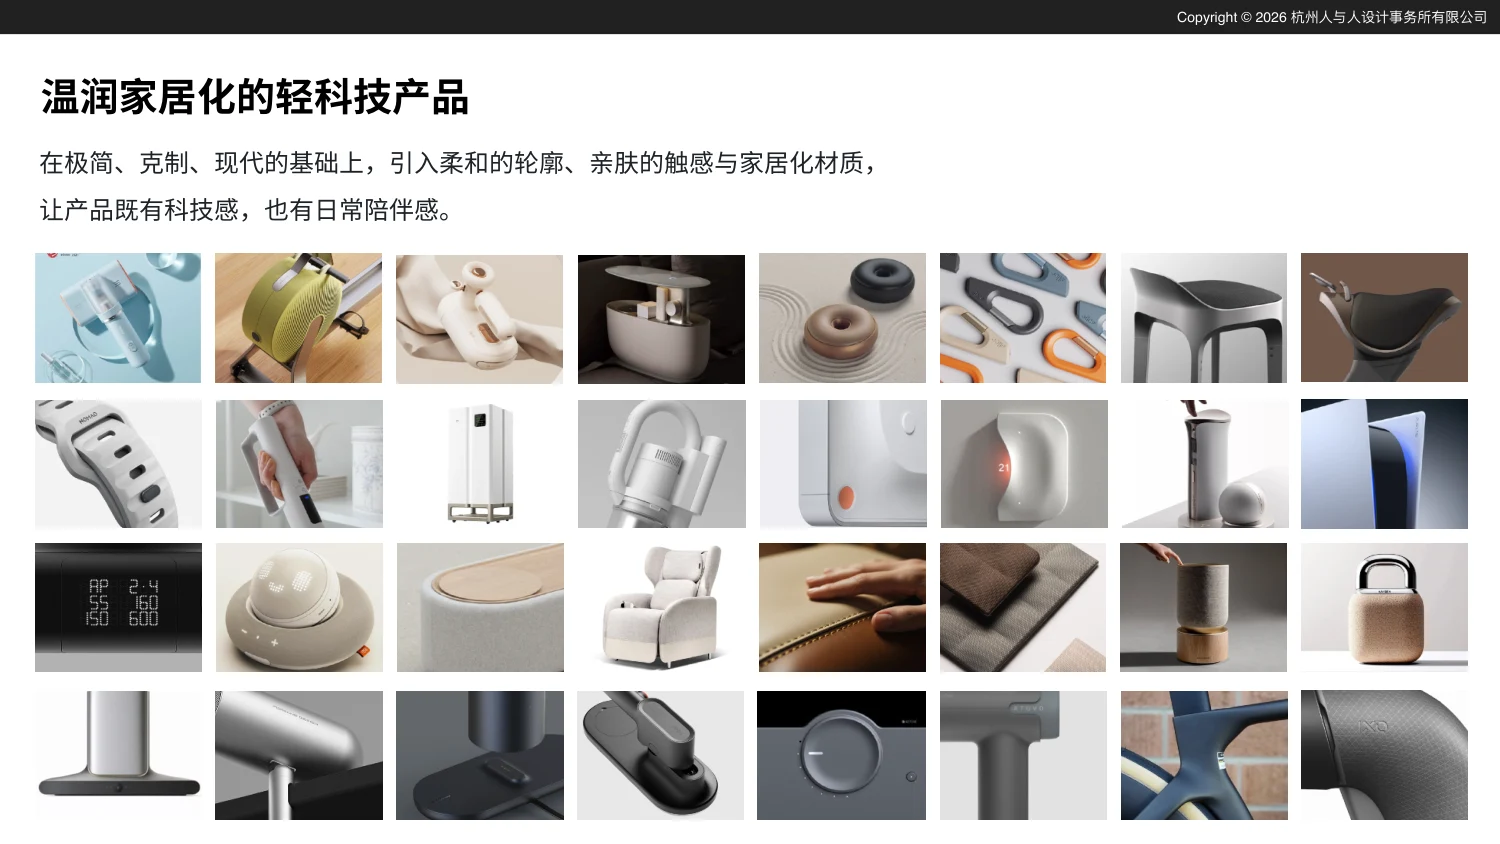 Copyright © 2026 杭州人与人设计事务所有限公司
温润家居化的轻科技产品
在极简、克制、现代的基础上，引入柔和的轮廓、亲肤的触感与家居化材质，
让产品既有科技感，也有日常陪伴感。
NOMAD
21
AP 2·4
SS 160
150 600